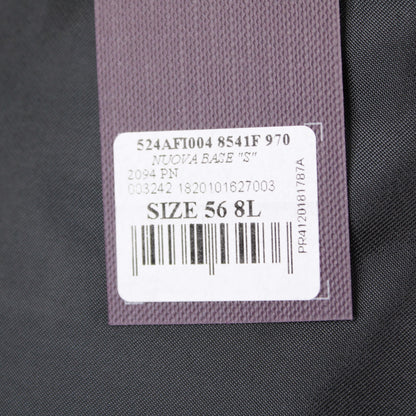 524AFI004 8541F 970
NUOVA BASE "S"
2094 PN
003242 1820101627003
SIZE 56 8L
PR4120181787A